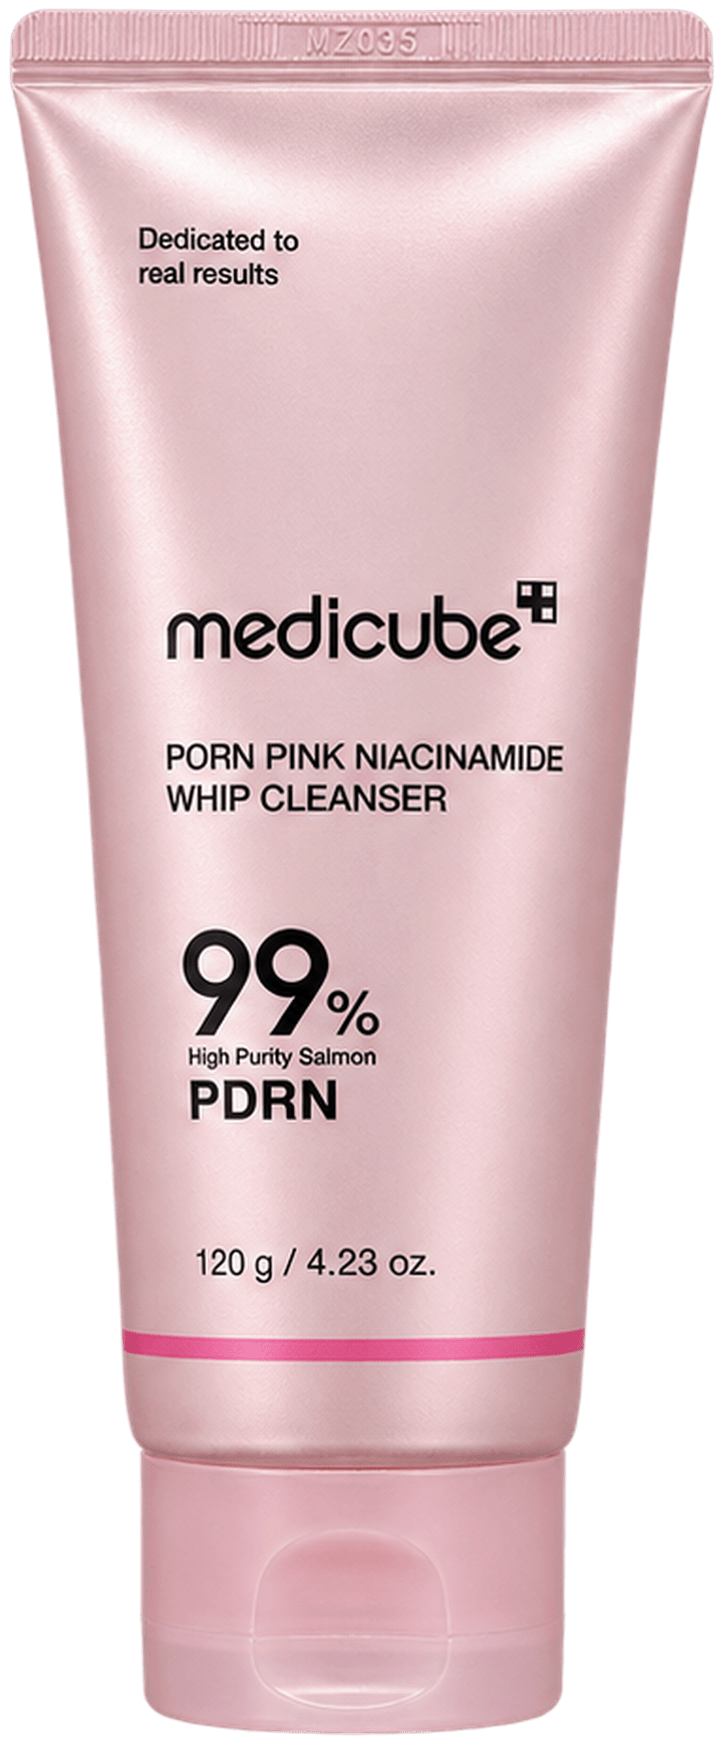 MZ035
Dedicated to
real results
medicube
PORN PINK NIACINAMIDE
WHIP CLEANSER
99%
High Purity Salmon
PDRN
120 g / 4.23 oz.